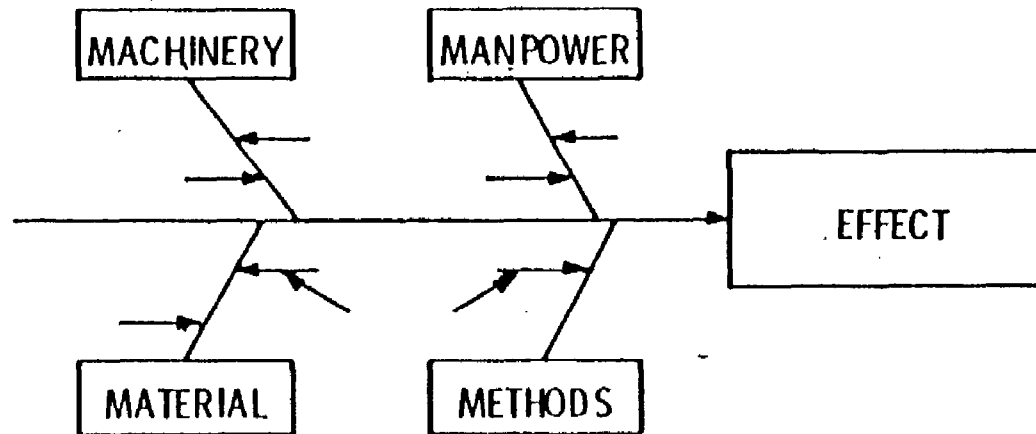 MACHINERY
MANPOWER
EFFECT
MATERIAL
METHODS